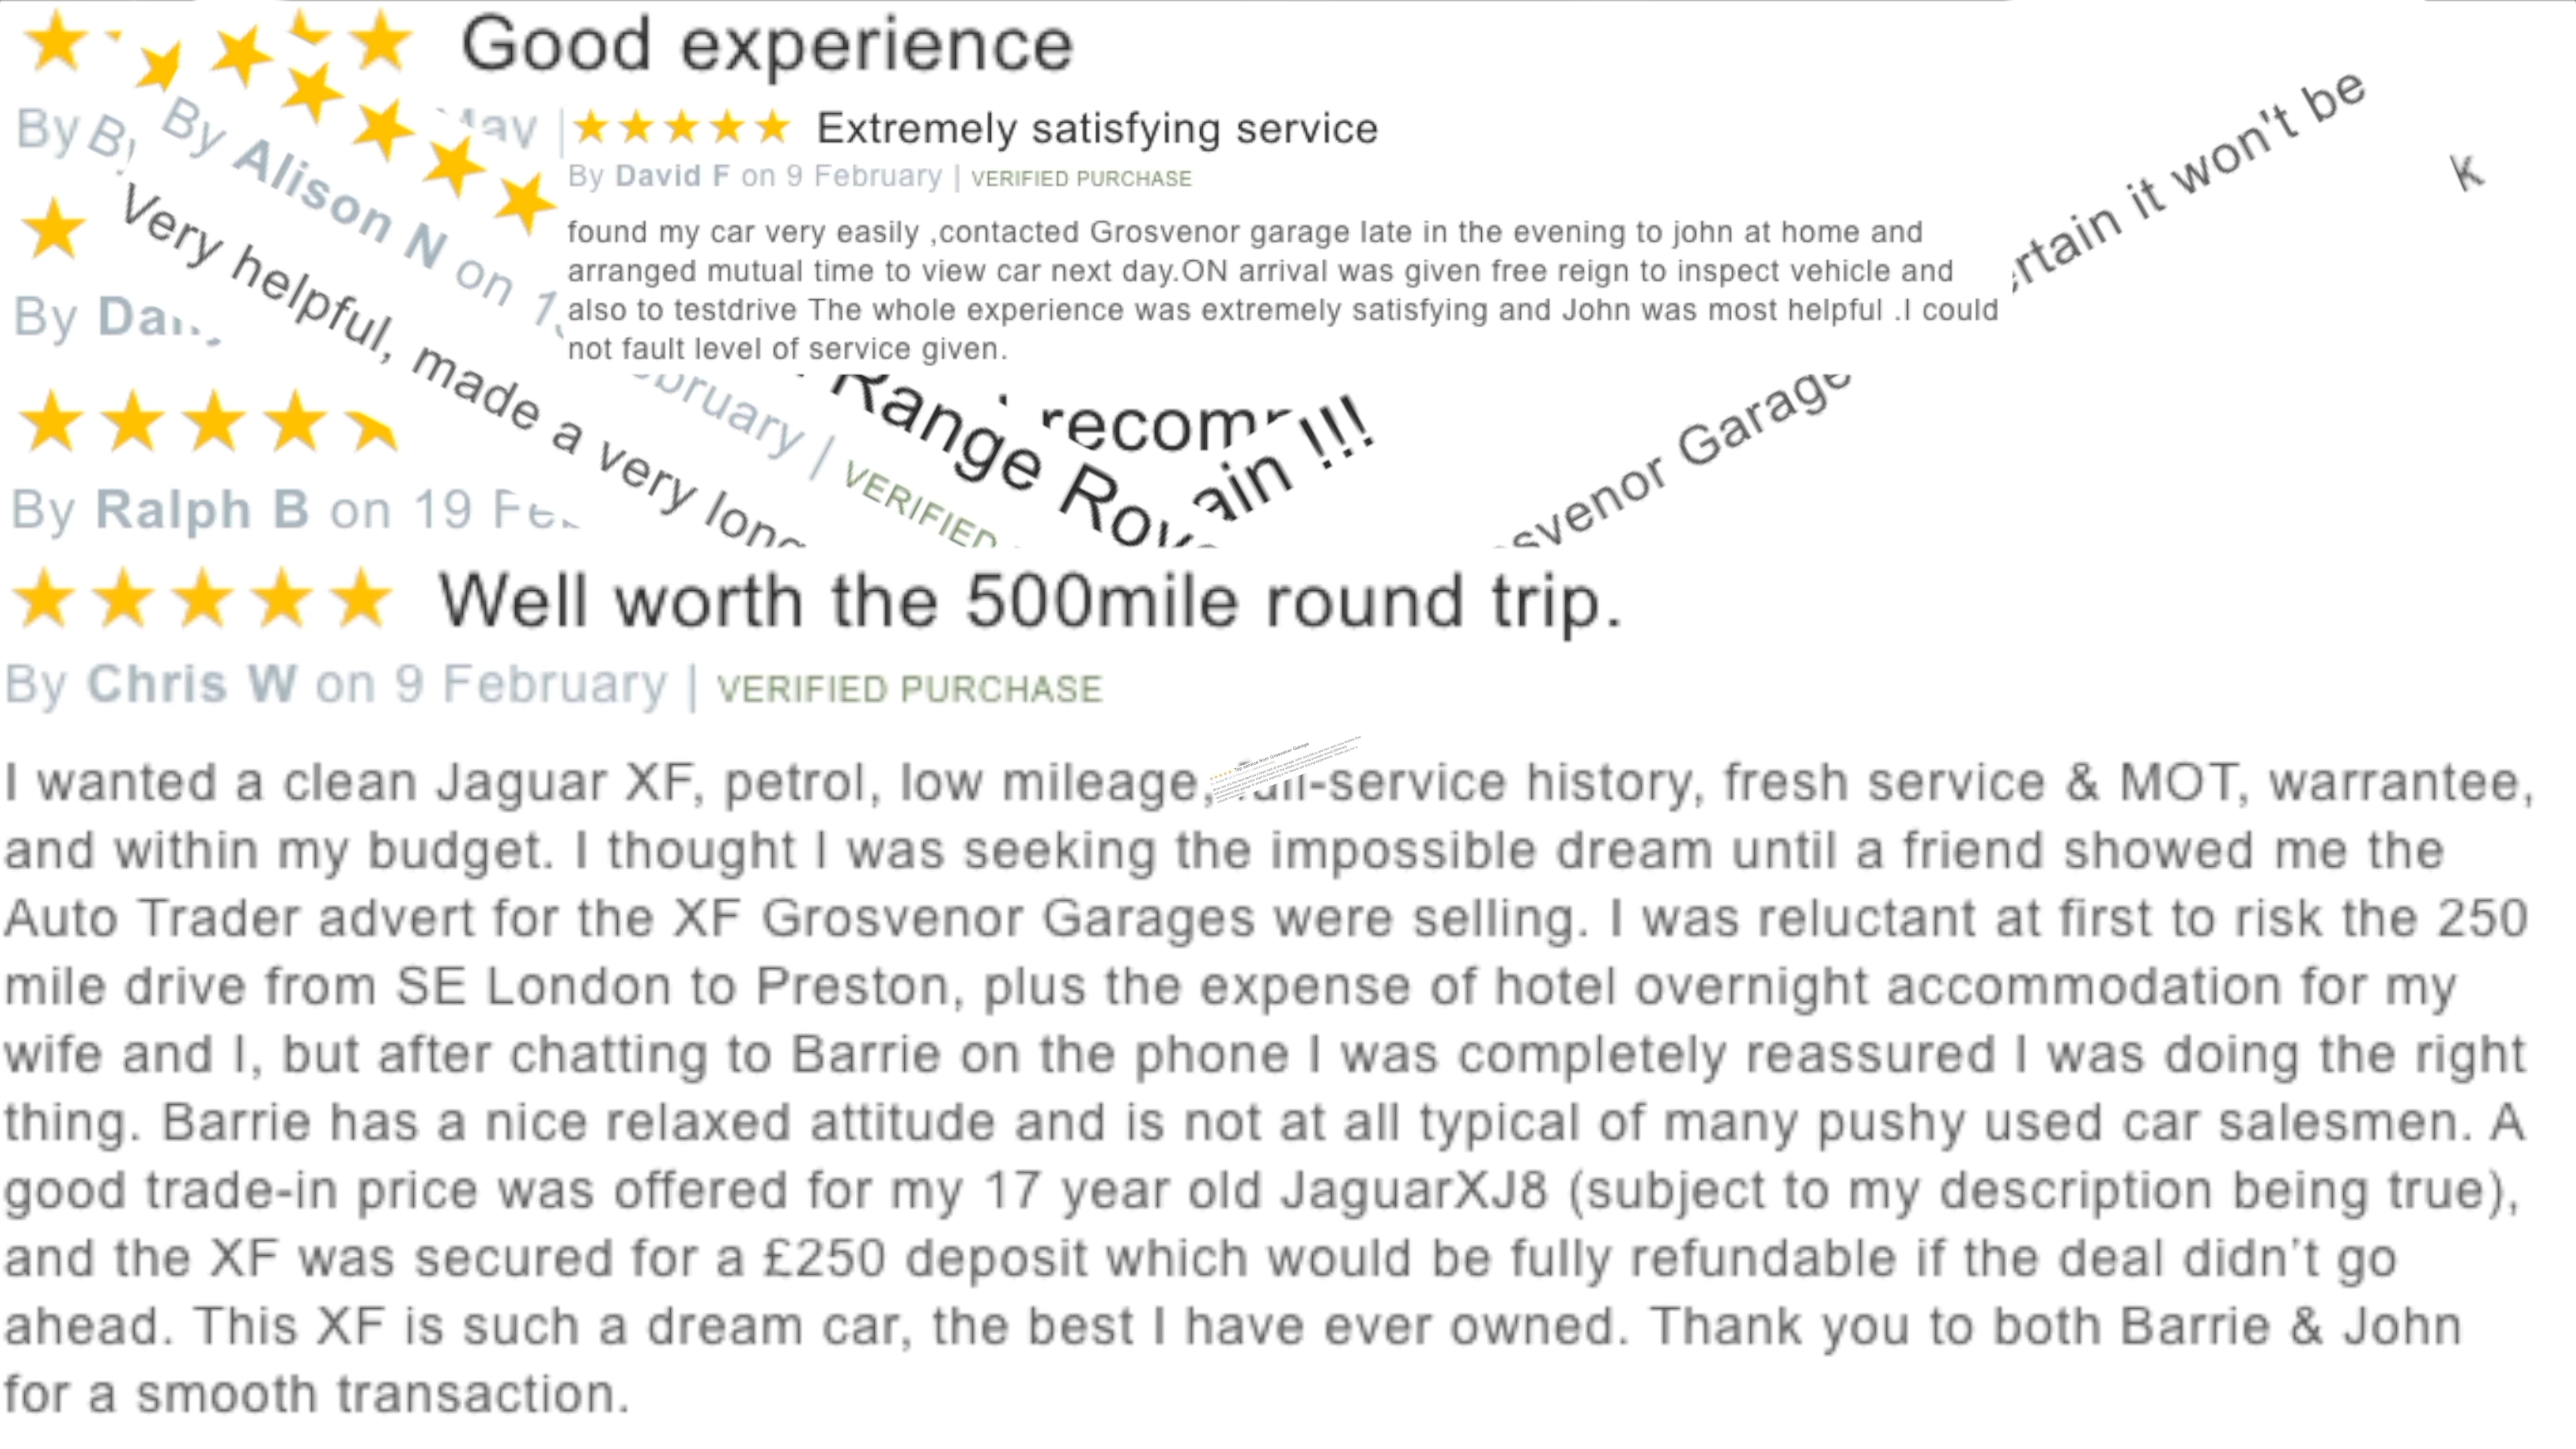 Good experience
By
By
By Alison N on
Extremely satisfying service
By David F on 9 February | VERIFIED PURCHASE
found my car very easily ,contacted Grosvenor garage late in the evening to john at home and
arranged mutual time to view car next day.ON arrival was given free reign to inspect vehicle and
also to testdrive The whole experience was extremely satisfying and John was most helpful .I could
not fault level of service given.
it won't be
k
By
Very helpful, made a very long
| VERIFIED
Range
!!!
Garage
By Ralph B on 19
Well worth the 500mile round trip.
By Chris W on 9 February | VERIFIED PURCHASE
I wanted a clean Jaguar XF, petrol, low mileage, -service history, fresh service & MOT, warrantee,
and within my budget. I thought I was seeking the impossible dream until a friend showed me the
Auto Trader advert for the XF Grosvenor Garages were selling. I was reluctant at first to risk the 250
mile drive from SE London to Preston, plus the expense of hotel overnight accommodation for my
wife and I, but after chatting to Barrie on the phone I was completely reassured I was doing the right
thing. Barrie has a nice relaxed attitude and is not at all typical of many pushy used car salesmen. A
good trade-in price was offered for my 17 year old JaguarXJ8 (subject to my description being true),
and the XF was secured for a £250 deposit which would be fully refundable if the deal didn't go
ahead. This XF is such a dream car, the best I have ever owned. Thank you to both Barrie & John
for a smooth transaction.